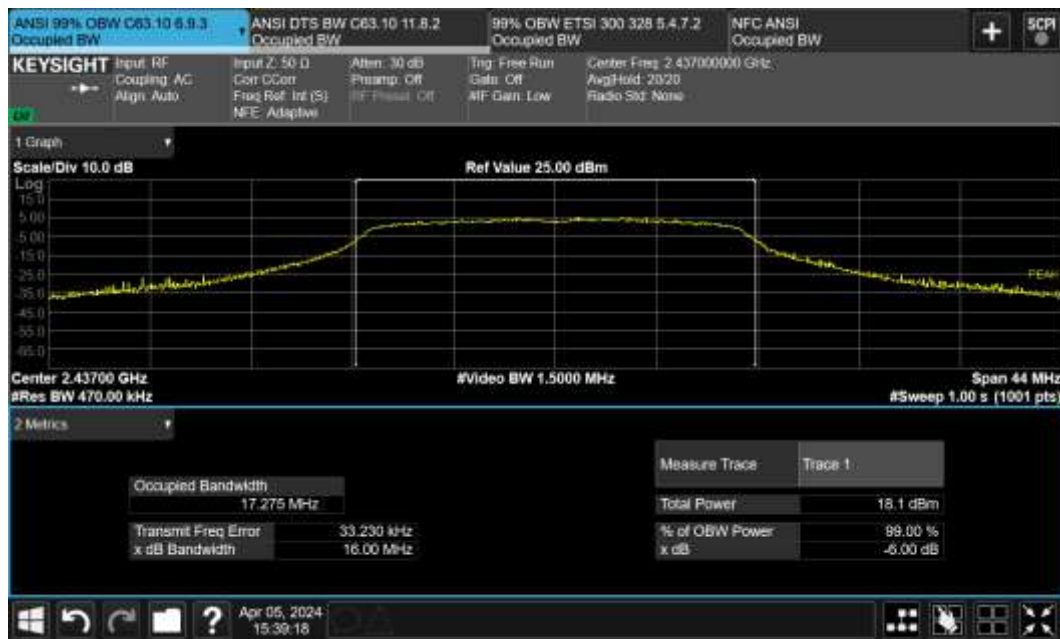 ANSI 99% OBW C63.10 6.9.3
Occupied BW
ANSI DTS BW C63.10 11.8.2
Occupied BW
99% OBW ETSI 300 328 5.4.7.2
Occupied BW
NFC ANSI
Occupied BW
SCPI
KEYSIGHT
Input: RF
Coupling: AC
Align: Auto
Input Z: 50 Ω
Corr CCorr
Freq Ref: Int (S)
NFE: Adaptive
Atten: 30 dB
Preamp: Off
Trig: Free Run
Gate: Off
#IF Gain: Low
Center Freq: 2.437000000 GHz
Avg|Hold: 20/20
Radio Std: None
1 Graph
Scale/Div 10.0 dB
Ref Value 25.00 dBm
Log
15.0
5.00
-5.00
-15.0
-25.0
-35.0
-45.0
-55.0
-65.0
PEAK
Center 2.43700 GHz
#Video BW 1.5000 MHz
Span 44 MHz
#Res BW 470.00 kHz
#Sweep 1.00 s (1001 pts)
2 Metrics
Measure Trace Trace 1
Occupied Bandwidth
17.275 MHz
Total Power 18.1 dBm
Transmit Freq Error 33.230 kHz
% of OBW Power 99.00 %
x dB Bandwidth 16.00 MHz
x dB -6.00 dB
?
Apr 05, 2024
15:39:18